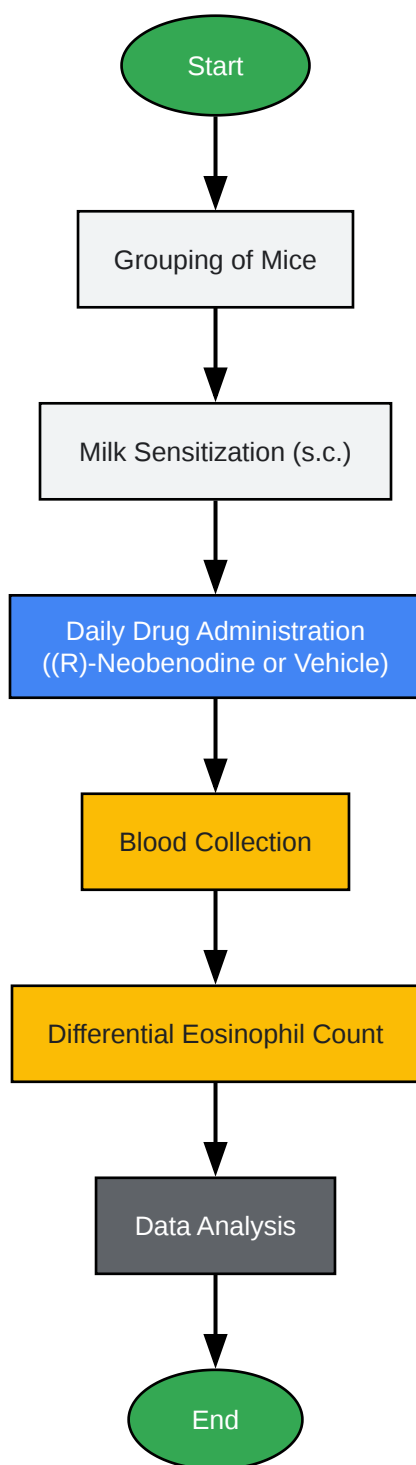 Start
Grouping of Mice
Milk Sensitization (s.c.)
Daily Drug Administration
((R)-Neobenodine or Vehicle)
Blood Collection
Differential Eosinophil Count
Data Analysis
End